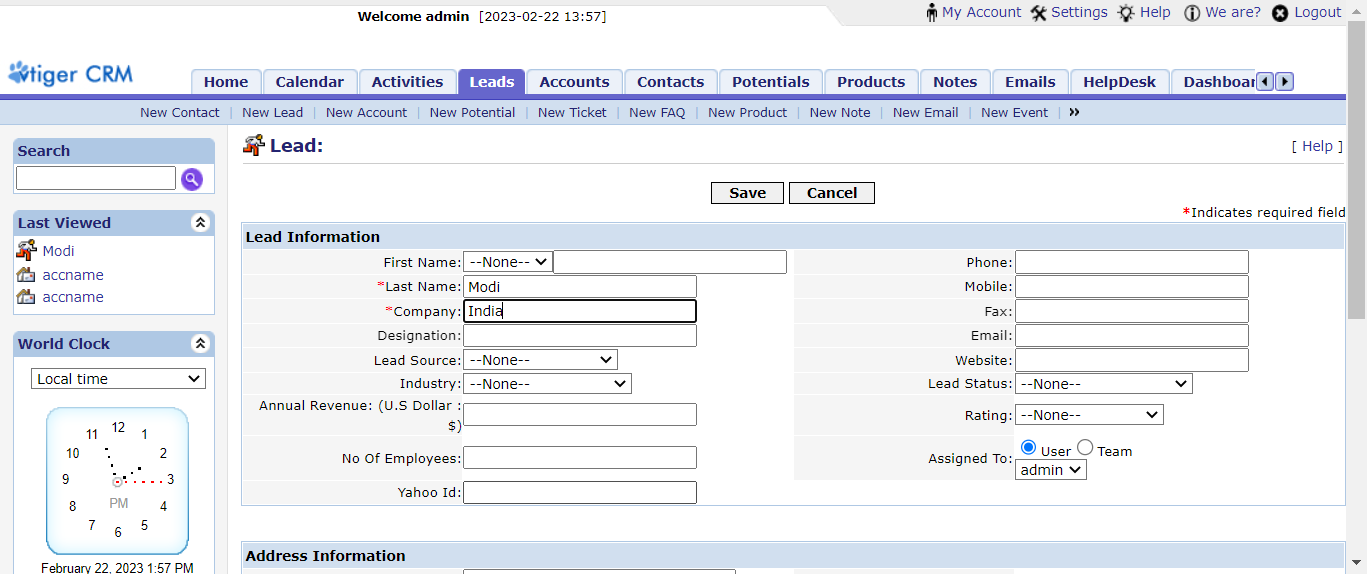 Welcome admin [2023-02-22 13:57]
My Account Settings Help We are? Logout
vtiger CRM
Home Calendar Activities Leads Accounts Contacts Potentials Products Notes Emails HelpDesk Dashboar
New Contact | New Lead | New Account | New Potential | New Ticket | New FAQ | New Product | New Note | New Email | New Event | »
Search
Last Viewed
Modi
accname
accname
World Clock
Local time
12
11 1
10 2
9 3
PM
8 4
7 5
6
February 22, 2023 1:57 PM
Lead:
[ Help ]
Save Cancel
*Indicates required field
Lead Information
First Name: --None--
Phone:
*Last Name: Modi
Mobile:
*Company: India
Fax:
Designation:
Email:
Lead Source: --None--
Website:
Industry: --None--
Lead Status: --None--
Annual Revenue: (U.S Dollar :
$)
Rating: --None--
No Of Employees:
Assigned To: User Team
admin
Yahoo Id:
Address Information